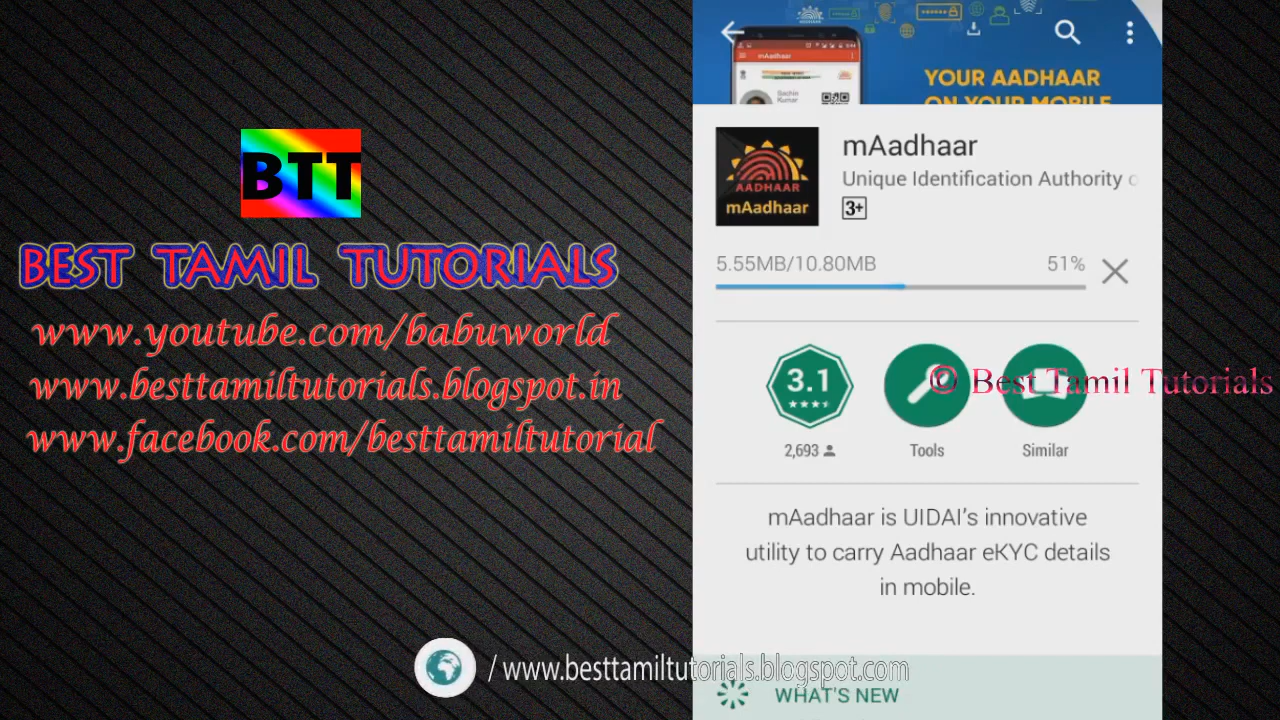 BTT
BEST TAMIL TUTORIALS
www.youtube.com/babuworld
www.besttamiltutorials.blogspot.in
www.facebook.com/besttamiltutorial
/ www.besttamiltutorials.blogspot.com
mAadhaar
Sachin
Kumar
YOUR AADHAAR
ON YOUR MOBILE
AADHAAR
mAadhaar
mAadhaar
Unique Identification Authority o
3+
5.55MB/10.80MB 51%
3.1
© Best Tamil Tutorials
2,693 Tools Similar
mAadhaar is UIDAI's innovative
utility to carry Aadhaar eKYC details
in mobile.
WHAT'S NEW